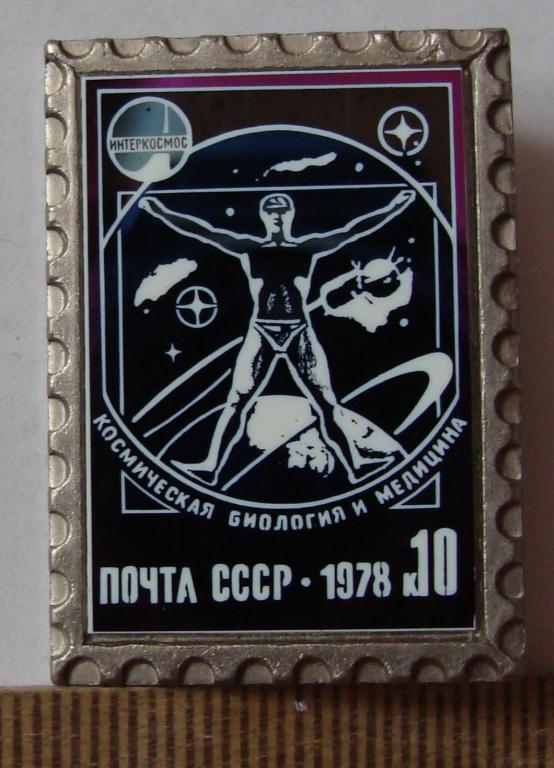 ИНТЕРКОСМОС
КОСМИЧЕСКАЯ БИОЛОГИЯ И МЕДИЦИНА
ПОЧТА СССР • 1978 к10